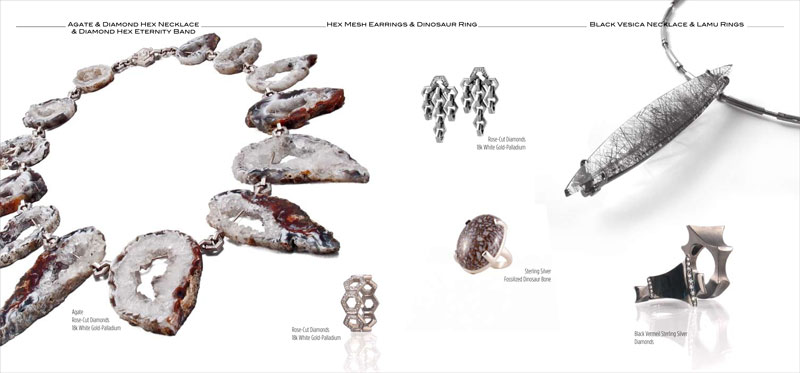 Agate & Diamond Hex Necklace
& Diamond Hex Eternity Band
Hex Mesh Earrings & Dinosaur Ring
Black Vesica Necklace & Lamu Rings
Rose-Cut Diamonds
18k White Gold-Palladium
Sterling Silver
Fossilized Dinosaur Bone
Agate
Rose-Cut Diamonds
18k White Gold-Palladium
Rose-Cut Diamonds
18k White Gold-Palladium
Black Vermeil Sterling Silver
Diamonds